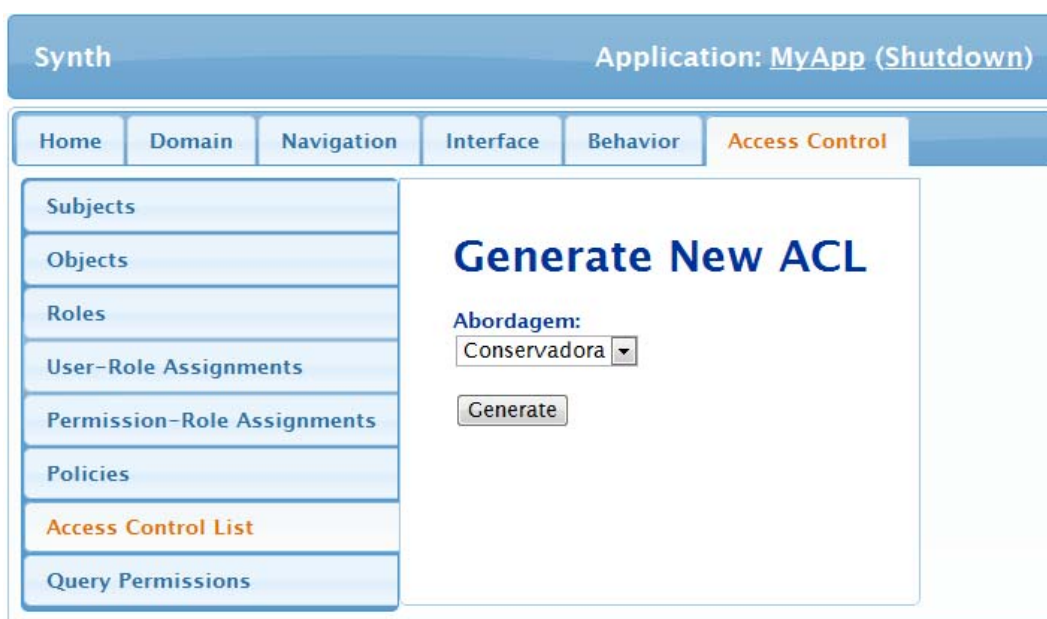 Synth Application: MyApp (Shutdown)
Home Domain Navigation Interface Behavior Access Control
Subjects
Objects
Roles
User-Role Assignments
Permission-Role Assignments
Policies
Access Control List
Query Permissions
Generate New ACL
Abordagem:
Conservadora
Generate